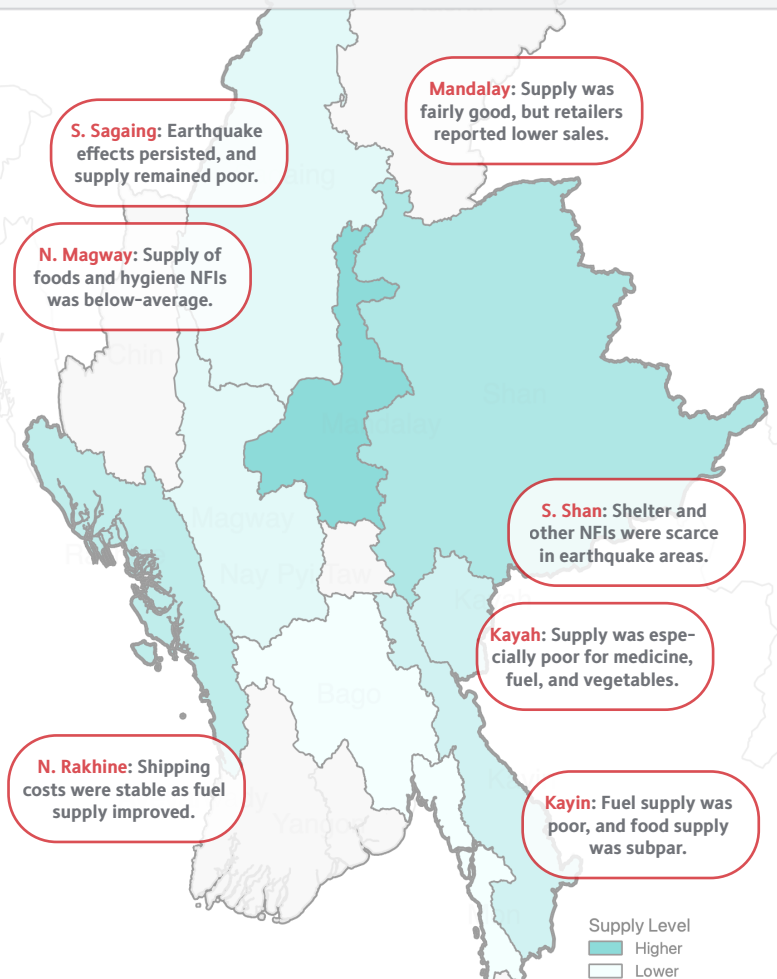 Mandalay: Supply was
fairly good, but retailers
reported lower sales.
S. Sagaing: Earthquake
effects persisted, and
supply remained poor.
N. Magway: Supply of
foods and hygiene NFIs
was below-average.
Chin
Shan
Mandalay
S. Shan: Shelter and
other NFIs were scarce
in earthquake areas.
Magway
Nay Pyi Taw
Kayah: Supply was espe-
cially poor for medicine,
fuel, and vegetables.
Bago
N. Rakhine: Shipping
costs were stable as fuel
supply improved.
Yangon
Kayin: Fuel supply was
poor, and food supply
was subpar.
Supply Level
Higher
Lower